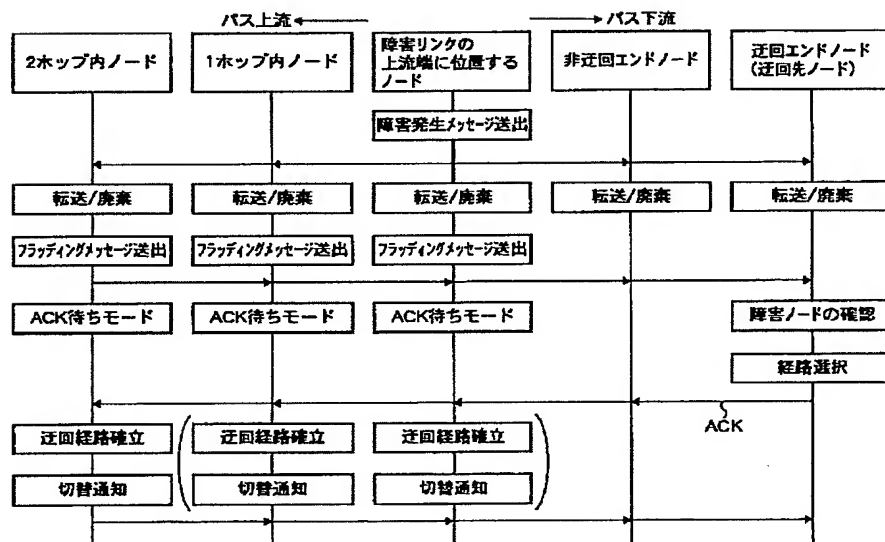 パス上流
パス下流
2ホップ内ノード
1ホップ内ノード
障害リンクの
上流端に位置する
ノード
非迂回エンドノード
迂回エンドノード
(迂回先ノード)
障害発生メッセージ送出
転送/廃棄
転送/廃棄
転送/廃棄
転送/廃棄
転送/廃棄
フラッディングメッセージ送出
フラッディングメッセージ送出
フラッディングメッセージ送出
ACK待ちモード
ACK待ちモード
ACK待ちモード
障害ノードの確認
経路選択
ACK
迂回経路確立
迂回経路確立
迂回経路確立
切替通知
切替通知
切替通知